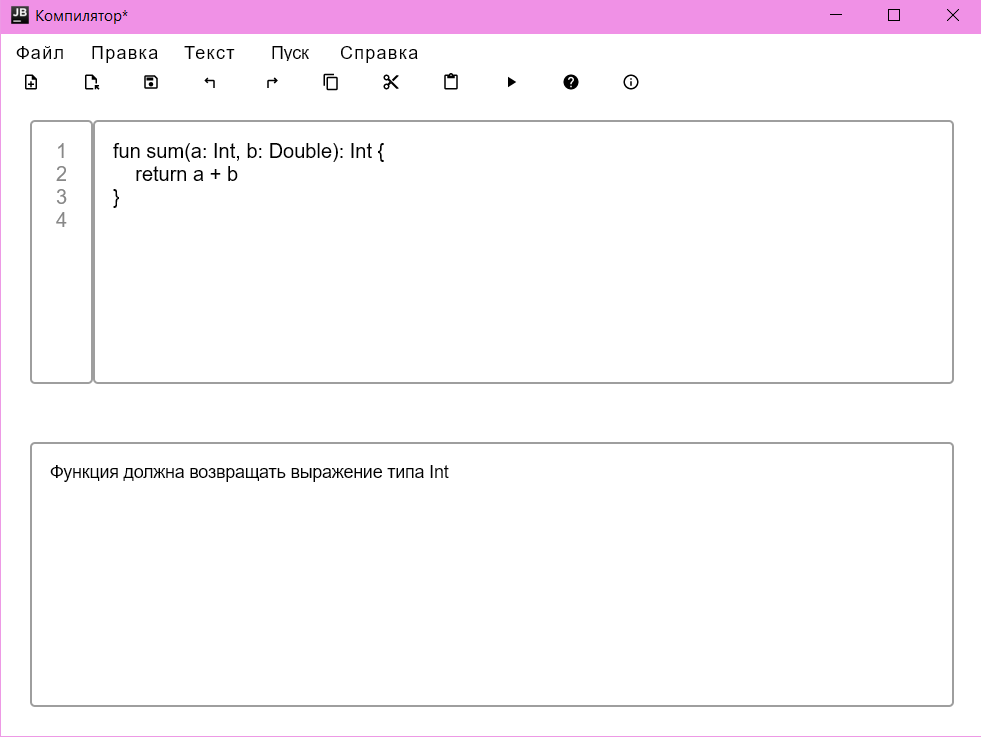 JB
Компилятор*
Файл Правка Текст Пуск Справка
1 fun sum(a: Int, b: Double): Int {
2 return a + b
3 }
4
Функция должна возвращать выражение типа Int